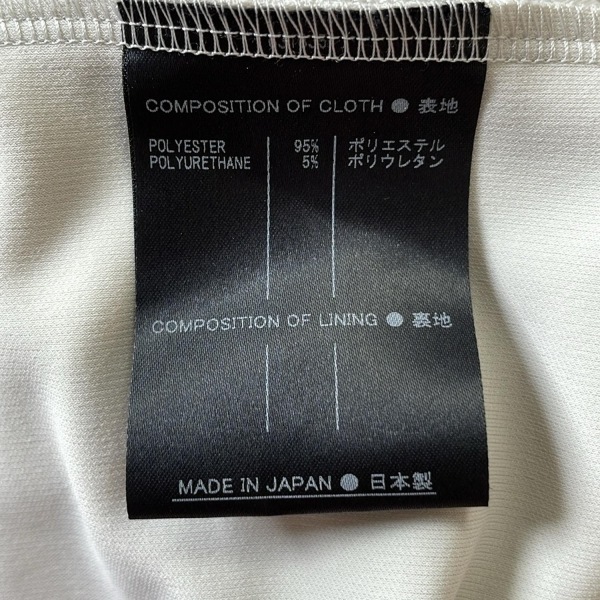 COMPOSITION OF CLOTH ● 表地
POLYESTER 95% ポリエステル
POLYURETHANE 5% ポリウレタン
COMPOSITION OF LINING ● 裏地
MADE IN JAPAN ● 日本製